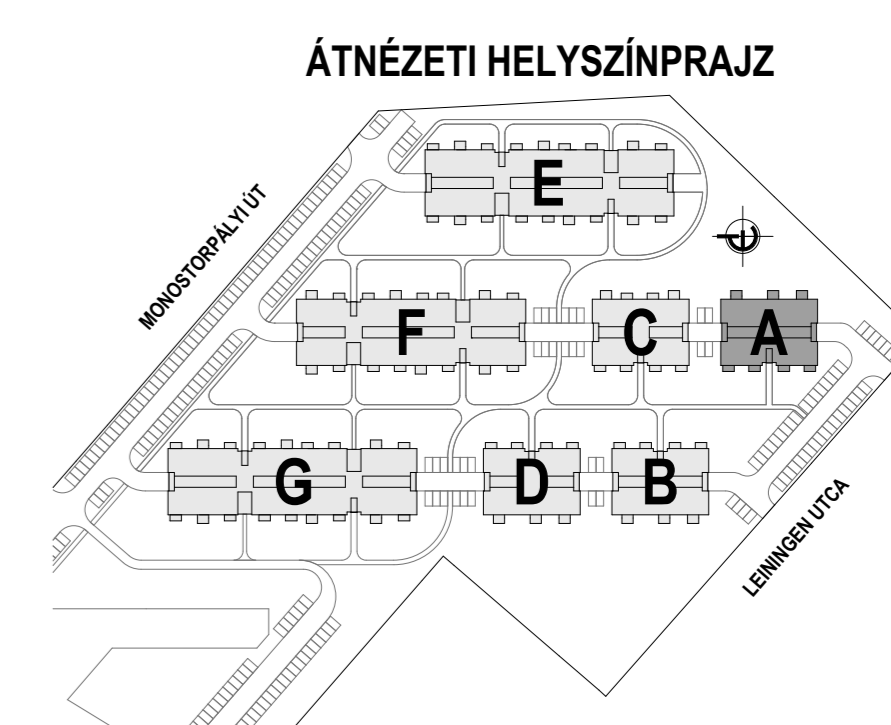 ÁTNÉZETI HELYSZÍNPRAJZ
E
MONOSTORPÁLYI ÚT
F
C
A
G
D
B
LEININGEN UTCA